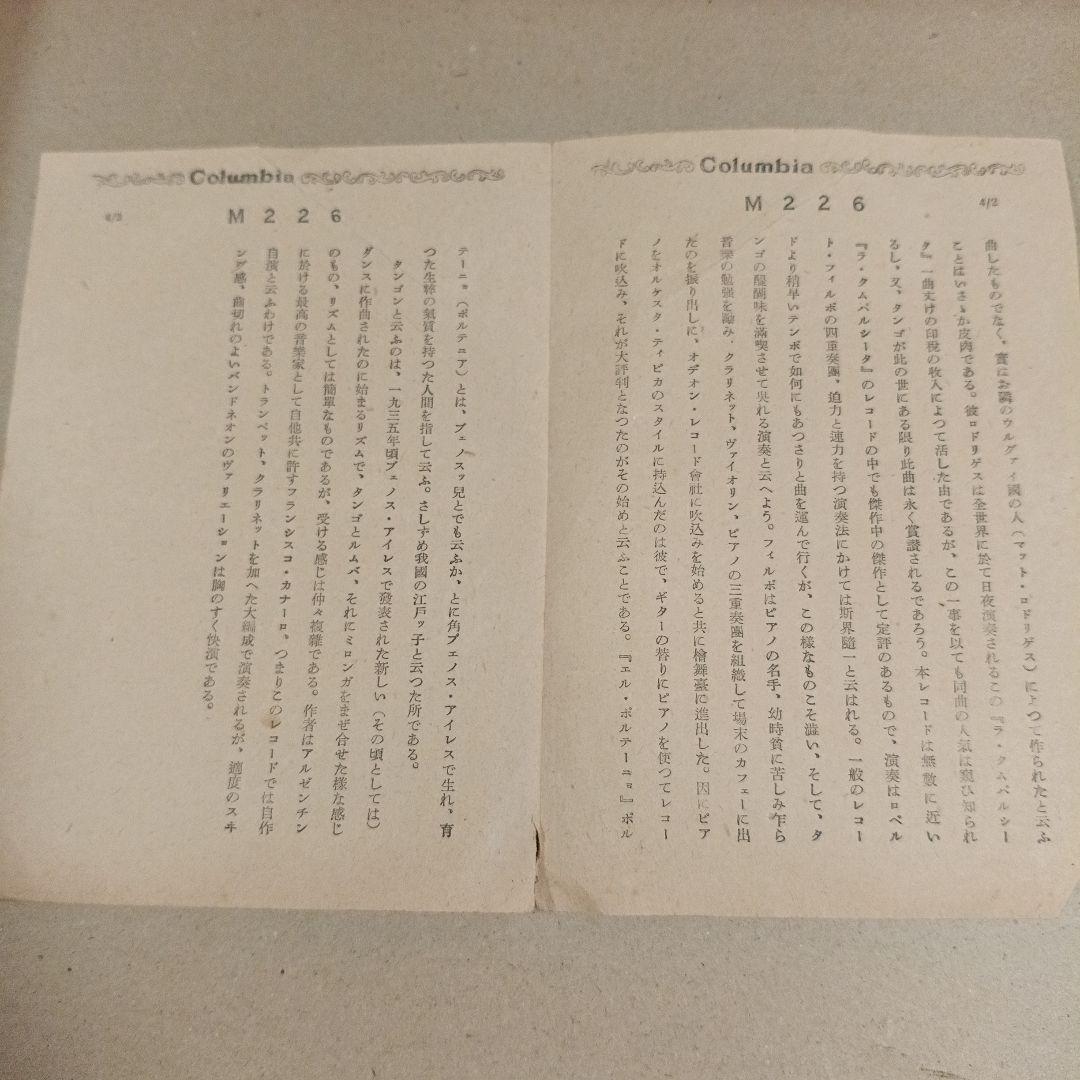 Columbia
M226
4/2
曲したものでなく、實はお隣のウルグァイ國の人（マット・ロドリゲス）によつて作られたと云ふ
ことはいさゝか皮肉である。彼ロドリゲスは全世界に於て日夜演奏されるこの『ラ・クムパルシー
タ』一曲丈けの印税の收入によつて活した由であるが、この一事を以ても同曲の人氣は窺ひ知られ
るし、又、タンゴが此の世にある限り此曲は永く賞讃されるであろう。本レコードは無數に近い
『ラ・クムパルシータ』のレコードの中でも傑作中の傑作として定評のあるもので、演奏はロベル
ト・フィルポの四重奏團、迫力と連力を持つ演奏法にかけては斯界隨一と云はれる。一般のレコー
ドより稍早いテンポで如何にもあつさりと曲を運んで行くが、この樣なものこそ澁い、そして、タ
ンゴの醍醐味を滿喫させて呉れる演奏と云へよう。フィルポはピアノの名手、幼時貧に苦しみ乍ら
音樂の勉強を勵み、クラリネット、ヴァイオリン、ピアノの三重奏團を組織して場末のカフェーに出
たのを振り出しに、オデオン・レコード會社に吹込みを始めると共に檜舞臺に進出した。因にピア
ノをオルケスタ・ティピカのスタイルに持込んだのは彼で、ギターの替りにピアノを使つてレコー
ドに吹込み、それが大評判となつたのがその始めと云ふことである。『エル・ポルテーニョ』ポル
Columbia
M226
テーニョ（ポルテニア）とは、ブェノスッ兒とでも云ふか、とに角ブェノス・アイレスで生れ、育
つた生粹の氣質を持つた人間を指して云ふ。さしずめ我國の江戸ッ子と云つた所である。
タンゴンと云ふのは、一九三五年頃ブェノス・アイレスで發表された新しい（その頃としては）
ダンスに作曲されたのに始まるリズムで、タンゴとルムバ、それにミロンガをまぜ合せた樣な感じ
のもの、リズムとしては簡單なものであるが、受ける感じは仲々複雜である。作者はアルゼンチン
に於ける最高の音樂家として自他共に許すフランシスコ・カナーロ。つまりこのレコードでは自作
自演と云ふわけである。トランペット、クラリネットを加へた大編成で演奏されるが、適度のスヰ
ング感、齒切れのよいバンドネオンのヴァリエーションは胸のすく快演である。